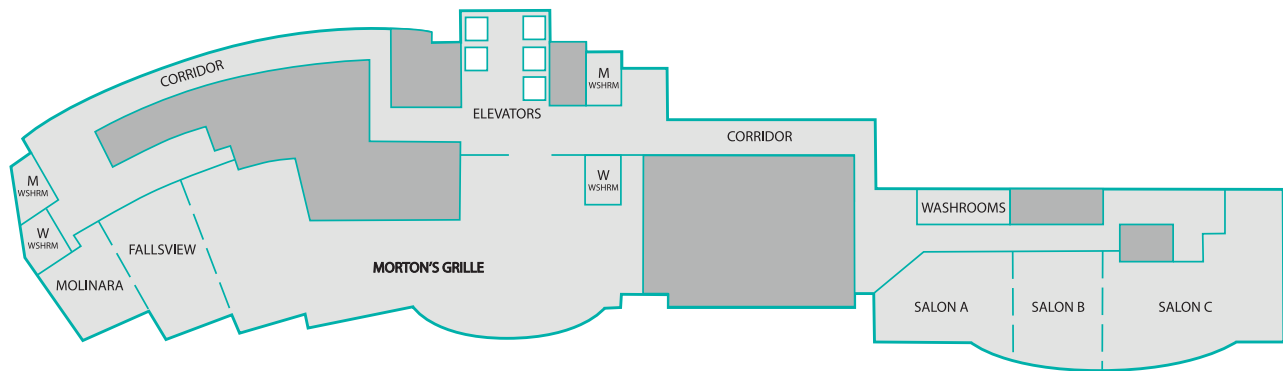 CORRIDOR
M
WSHRM
ELEVATORS
CORRIDOR
M
WSHRM
W
WSHRM
W
WSHRM
WASHROOMS
FALLSVIEW
MORTON'S GRILLE
MOLINARA
SALON A
SALON B
SALON C